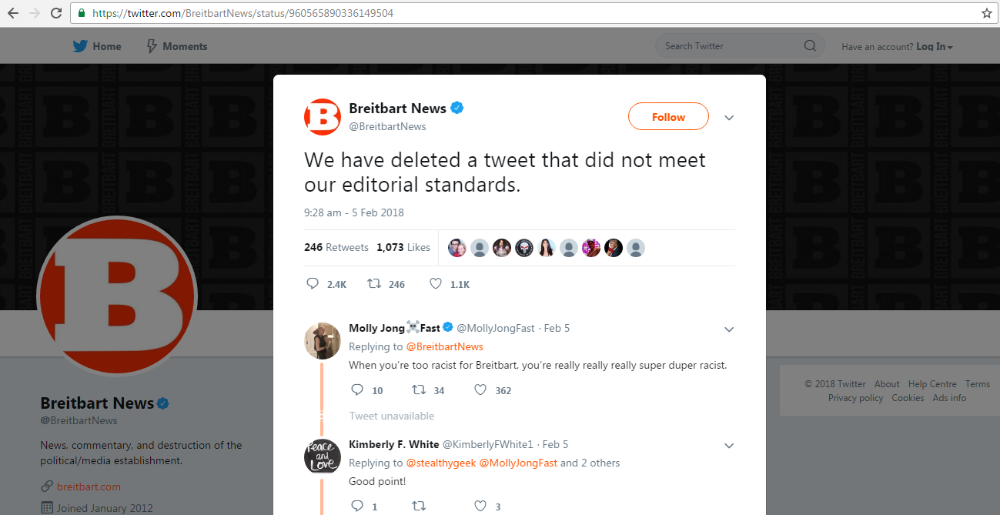 https://twitter.com/BreitbartNews/status/960565890336149504
Home Moments Search Twitter Have an account? Log In
BREITBART
B
Breitbart News
@BreitbartNews
Follow
We have deleted a tweet that did not meet
our editorial standards.
9:28 am - 5 Feb 2018
246 Retweets 1,073 Likes
2.4K 246 1.1K
Molly Jong☠️Fast @MollyJongFast · Feb 5
Replying to @BreitbartNews
When you're too racist for Breitbart, you're really really really super duper racist.
10 34 362
Tweet unavailable
Kimberly F. White @KimberlyFWhite1 · Feb 5
Replying to @stealthygeek @MollyJongFast and 2 others
Good point!
1 3
Peace
and
Love
B
Breitbart News
@BreitbartNews
News, commentary, and destruction of the
political/media establishment.
breitbart.com
Joined January 2012
© 2018 Twitter About Help Centre Terms
Privacy policy Cookies Ads info